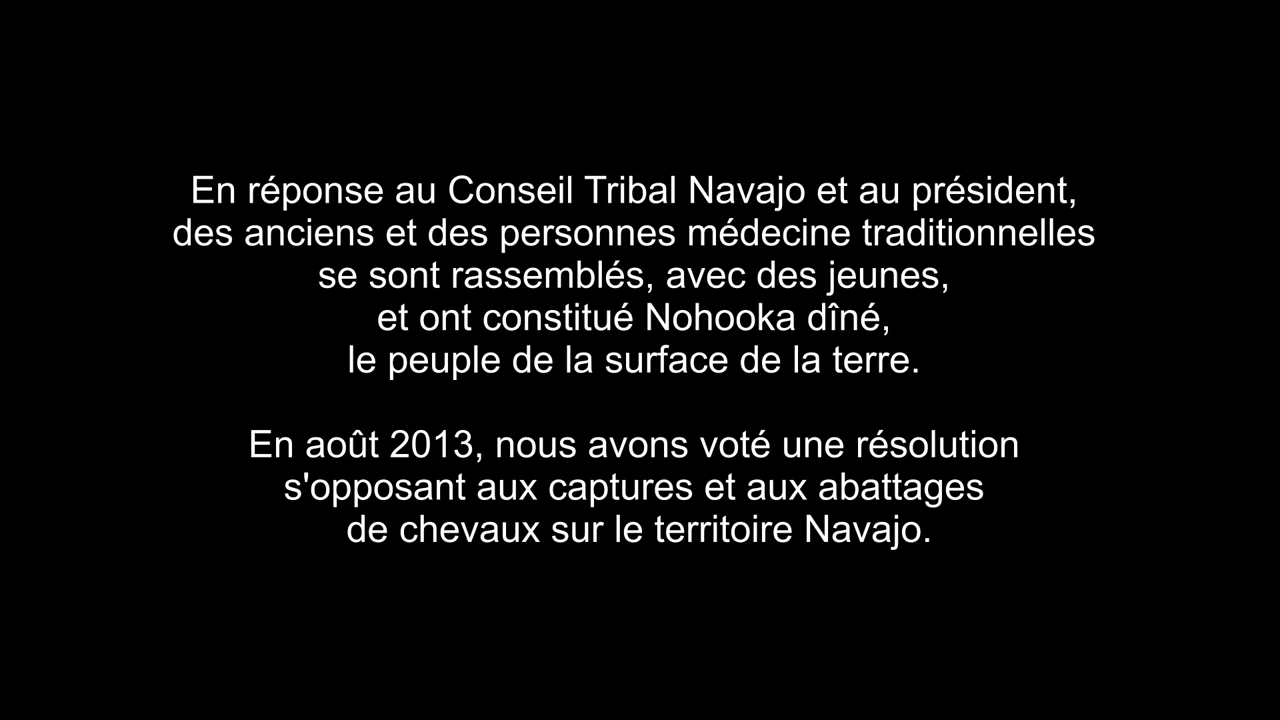 En réponse au Conseil Tribal Navajo et au président,
des anciens et des personnes médecine traditionnelles
se sont rassemblés, avec des jeunes,
et ont constitué Nohooka dîné,
le peuple de la surface de la terre.
En août 2013, nous avons voté une résolution
s'opposant aux captures et aux abattages
de chevaux sur le territoire Navajo.